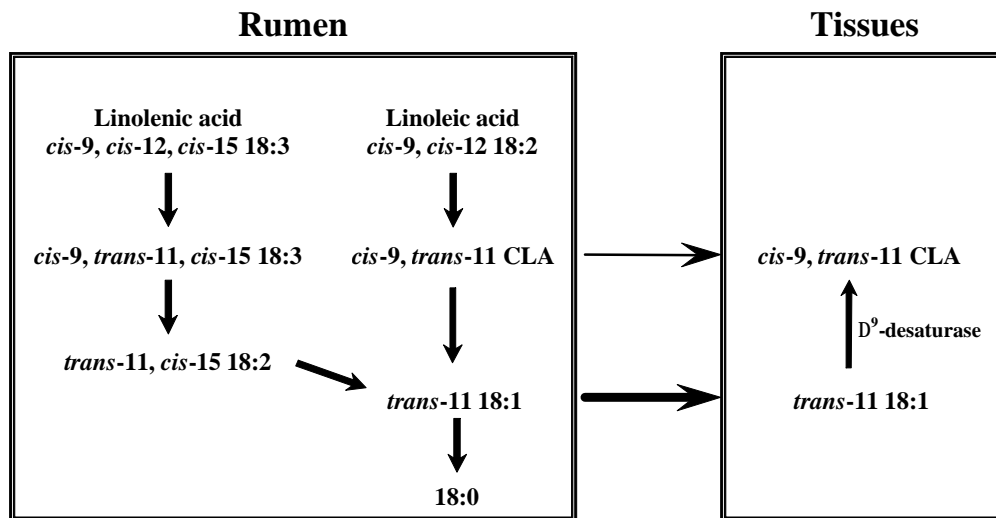 Rumen
Tissues
Linolenic acid
cis-9, cis-12, cis-15 18:3
Linoleic acid
cis-9, cis-12 18:2
cis-9, trans-11, cis-15 18:3
cis-9, trans-11 CLA
cis-9, trans-11 CLA
D⁹-desaturase
trans-11, cis-15 18:2
trans-11 18:1
trans-11 18:1
18:0